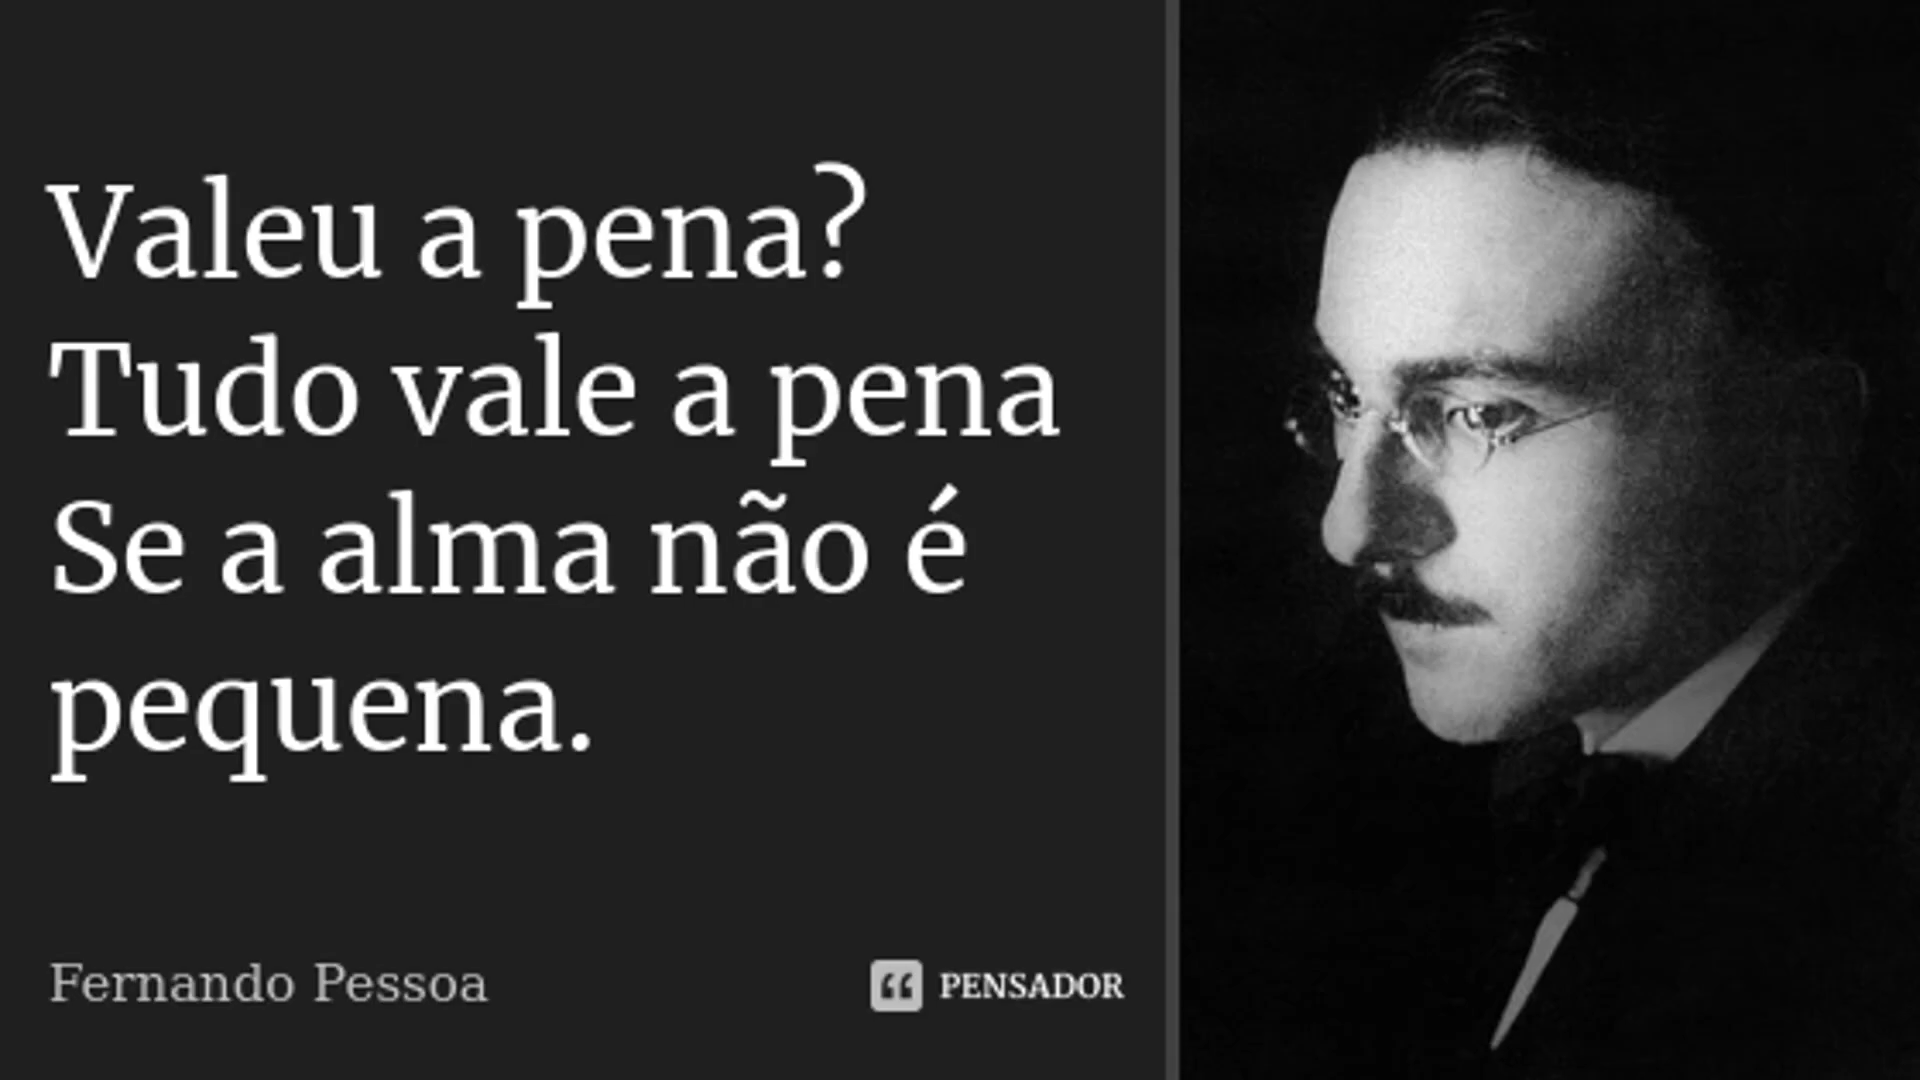 Valeu a pena?
Tudo vale a pena
Se a alma não é
pequena.
Fernando Pessoa
PENSADOR